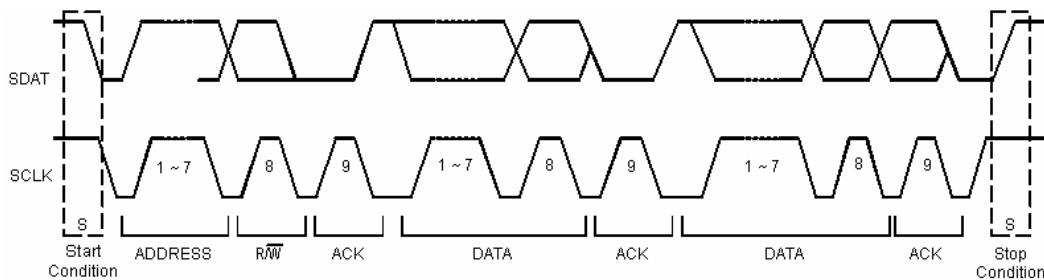 SDAT
SCLK
1 ~ 7 8 9 1 ~ 7 8 9 1 ~ 7 8 9
S S
Start Condition ADDRESS R/W̅ ACK DATA ACK DATA ACK Stop Condition